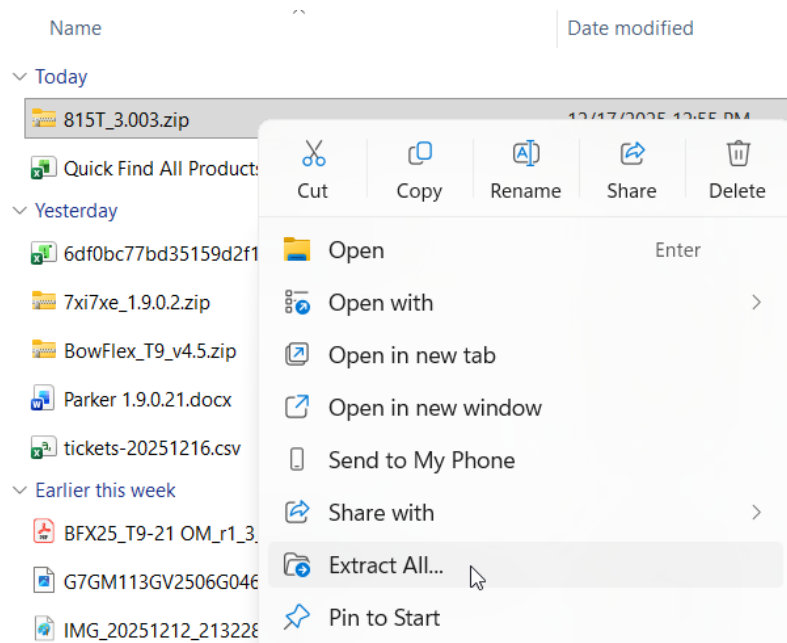 Name Date modified
Today
815T_3.003.zip 12/17/2025 12:55 PM
Cut Copy Rename Share Delete
Quick Find All Products
Yesterday
Open Enter
6df0bc77bd35159d2f1
Open with
7xi7xe_1.9.0.2.zip
BowFlex_T9_v4.5.zip
Open in new tab
Parker 1.9.0.21.docx
Open in new window
tickets-20251216.csv
Send to My Phone
Earlier this week
Share with
BFX25_T9-21 OM_r1_3_
Extract All...
G7GM113GV2506G046
Pin to Start
IMG_20251212_213228